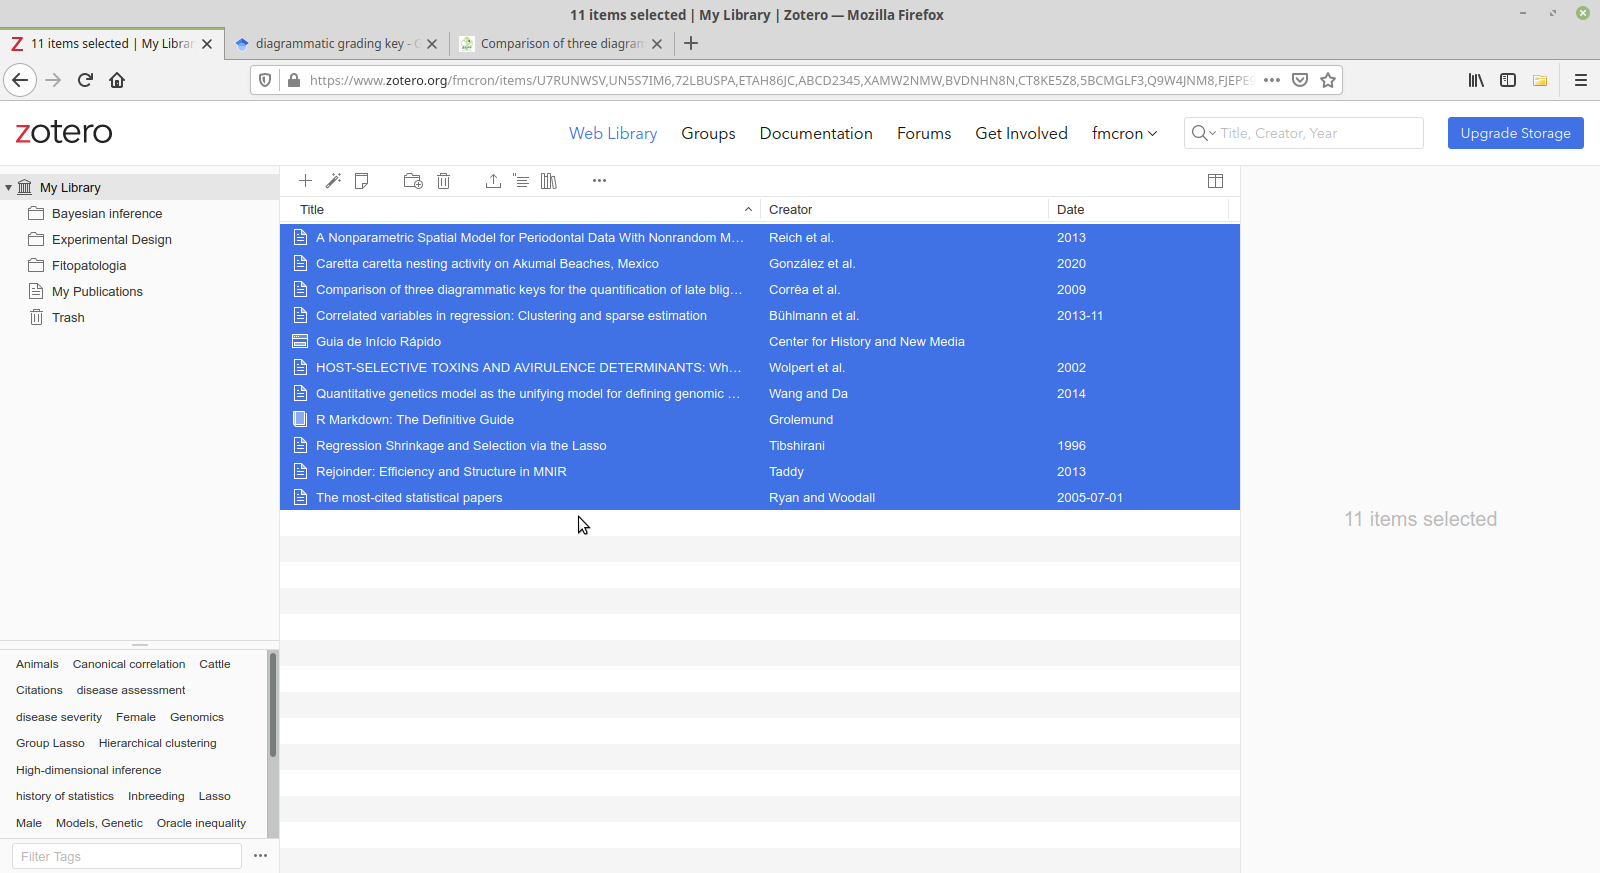 11 items selected | My Library | Zotero — Mozilla Firefox
11 items selected | My Librar
diagrammatic grading key - G
Comparison of three diagram
https://www.zotero.org/fmcron/items/U7RUNWSV,UN5S7IM6,72LBUSPA,ETAH86JC,ABCD2345,XAMW2NMW,BVDNHN8N,CT8KE5Z8,5BCMGLF3,Q9W4JNM8,FJEPE9
zotero
Web Library Groups Documentation Forums Get Involved fmcron Title, Creator, Year Upgrade Storage
My Library
Bayesian inference
Experimental Design
Fitopatologia
My Publications
Trash
Title Creator Date
A Nonparametric Spatial Model for Periodontal Data With Nonrandom M... Reich et al. 2013
Caretta caretta nesting activity on Akumal Beaches, Mexico González et al. 2020
Comparison of three diagrammatic keys for the quantification of late blig... Corrêa et al. 2009
Correlated variables in regression: Clustering and sparse estimation Bühlmann et al. 2013-11
Guia de Início Rápido Center for History and New Media
HOST-SELECTIVE TOXINS AND AVIRULENCE DETERMINANTS: Wh... Wolpert et al. 2002
Quantitative genetics model as the unifying model for defining genomic ... Wang and Da 2014
R Markdown: The Definitive Guide Grolemund
Regression Shrinkage and Selection via the Lasso Tibshirani 1996
Rejoinder: Efficiency and Structure in MNIR Taddy 2013
The most-cited statistical papers Ryan and Woodall 2005-07-01
11 items selected
Animals Canonical correlation Cattle
Citations disease assessment
disease severity Female Genomics
Group Lasso Hierarchical clustering
High-dimensional inference
history of statistics Inbreeding Lasso
Male Models, Genetic Oracle inequality
Filter Tags